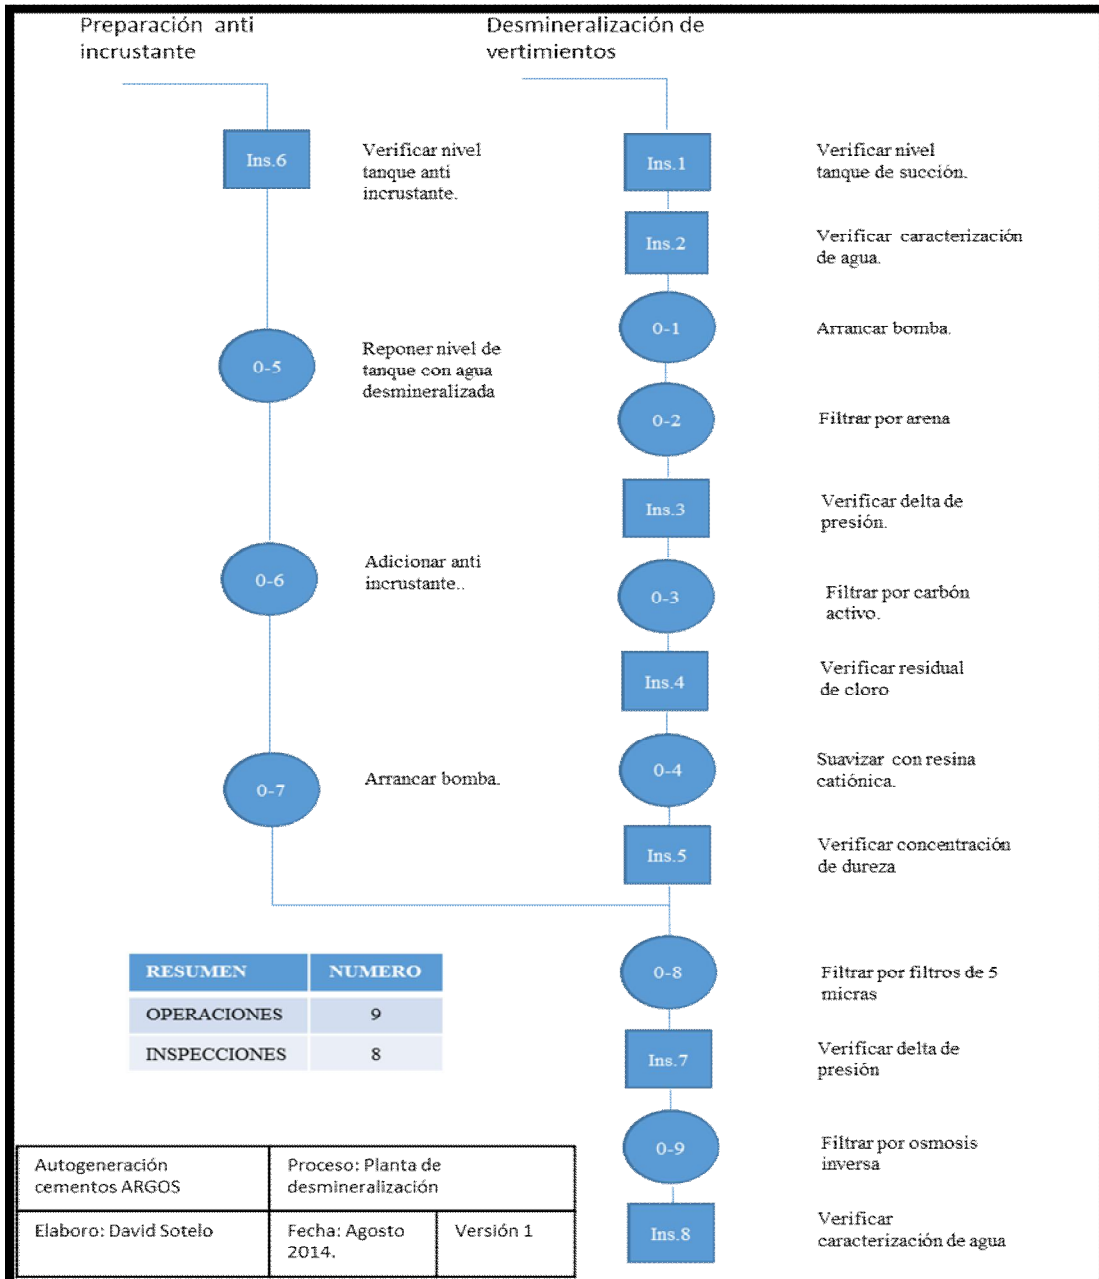 Preparación anti
incrustante
Desmineralización de
vertimientos
Ins.6
Verificar nivel
tanque anti
incrustante.
0-5
Reponer nivel de
tanque con agua
desmineralizada
0-6
Adicionar anti
incrustante..
0-7
Arrancar bomba.
Ins.1
Verificar nivel
tanque de succión.
Ins.2
Verificar caracterización
de agua.
0-1
Arrancar bomba.
0-2
Filtrar por arena
Ins.3
Verificar delta de
presión.
0-3
Filtrar por carbón
activo.
Ins.4
Verificar residual
de cloro
0-4
Suavizar con resina
catiónica.
Ins.5
Verificar concentración
de dureza
0-8
Filtrar por filtros de 5
micras
Ins.7
Verificar delta de
presión
0-9
Filtrar por osmosis
inversa
Ins.8
Verificar
caracterización de agua
RESUMEN NUMERO
OPERACIONES 9
INSPECCIONES 8
Autogeneración
cementos ARGOS
Proceso: Planta de
desmineralización
Elaboro: David Sotelo
Fecha: Agosto
2014.
Versión 1